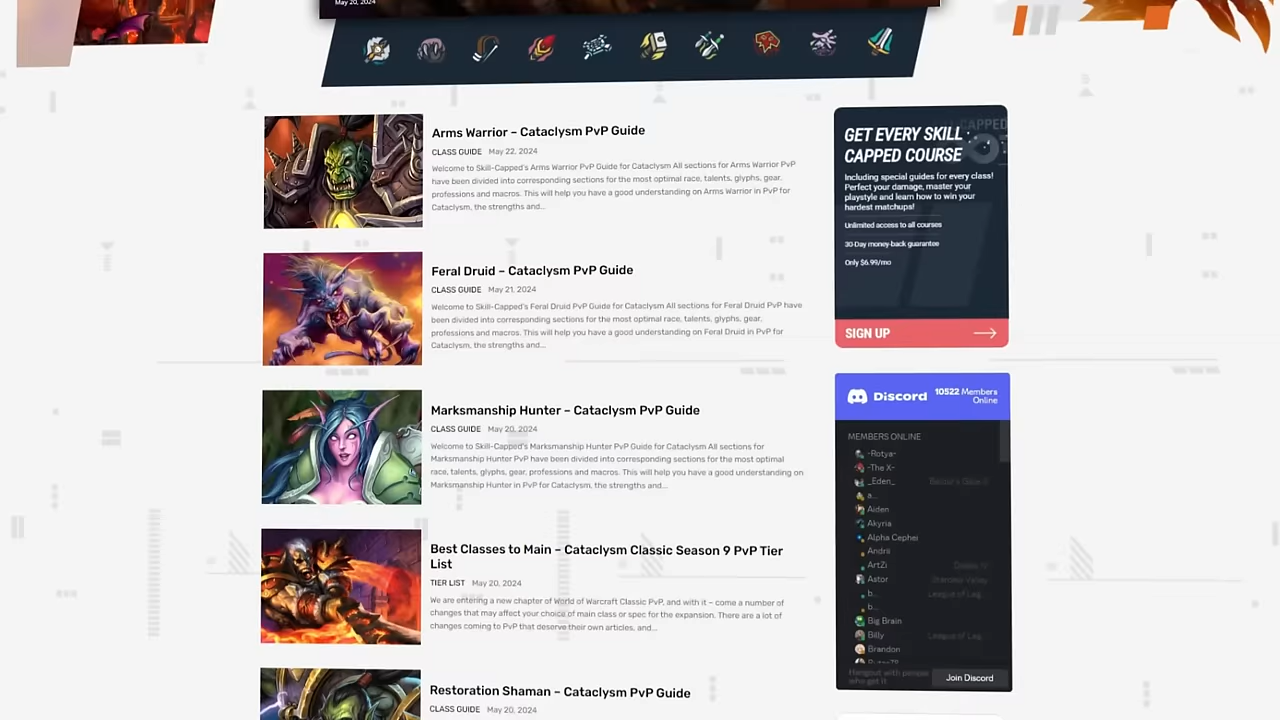 May 20, 2024
Arms Warrior – Cataclysm PvP Guide
CLASS GUIDE May 22, 2024
Welcome to Skill-Capped's Arms Warrior PvP Guide for Cataclysm All sections for Arms Warrior PvP
have been divided into corresponding sections for the most optimal race, talents, glyphs, gear,
professions and macros. This will help you have a good understanding on Arms Warrior in PvP for
Cataclysm, the strengths and...
Feral Druid – Cataclysm PvP Guide
CLASS GUIDE May 21, 2024
Welcome to Skill-Capped's Feral Druid PvP Guide for Cataclysm All sections for Feral Druid PvP have
been divided into corresponding sections for the most optimal race, talents, glyphs, gear,
professions and macros. This will help you have a good understanding on Feral Druid in PvP for
Cataclysm, the strengths and...
Marksmanship Hunter – Cataclysm PvP Guide
CLASS GUIDE May 20, 2024
Welcome to Skill-Capped's Marksmanship Hunter PvP Guide for Cataclysm All sections for
Marksmanship Hunter PvP have been divided into corresponding sections for the most optimal
race, talents, glyphs, gear, professions and macros. This will help you have a good understanding on
Marksmanship Hunter in PvP for Cataclysm, the strengths and...
Best Classes to Main – Cataclysm Classic Season 9 PvP Tier
List
TIER LIST May 20, 2024
We are entering a new chapter of World of Warcraft Classic PvP, and with it – come a number of
changes that may affect your choice of main class or spec for the expansion. There are a lot of
changes coming to PvP that deserve their own articles, and...
Restoration Shaman – Cataclysm PvP Guide
CLASS GUIDE May 20, 2024
GET EVERY SKILL
CAPPED COURSE
Including special guides for every class!
Perfect your damage, master your
playstyle and learn how to win your
hardest matchups!
Unlimited access to all courses
30-Day money-back guarantee
Only $6.99/mo
SIGN UP
Discord 10522 Members
Online
MEMBERS ONLINE
-Rotya-
-The X-
_Eden_
a...
Aiden
Akyria
Alpha Cephei
Andrii
ArtZi
Astor
b... League of Leg...
b...
Big Brain
Billy League of Leg...
Brandon
Hangout with people
who get it
Join Discord